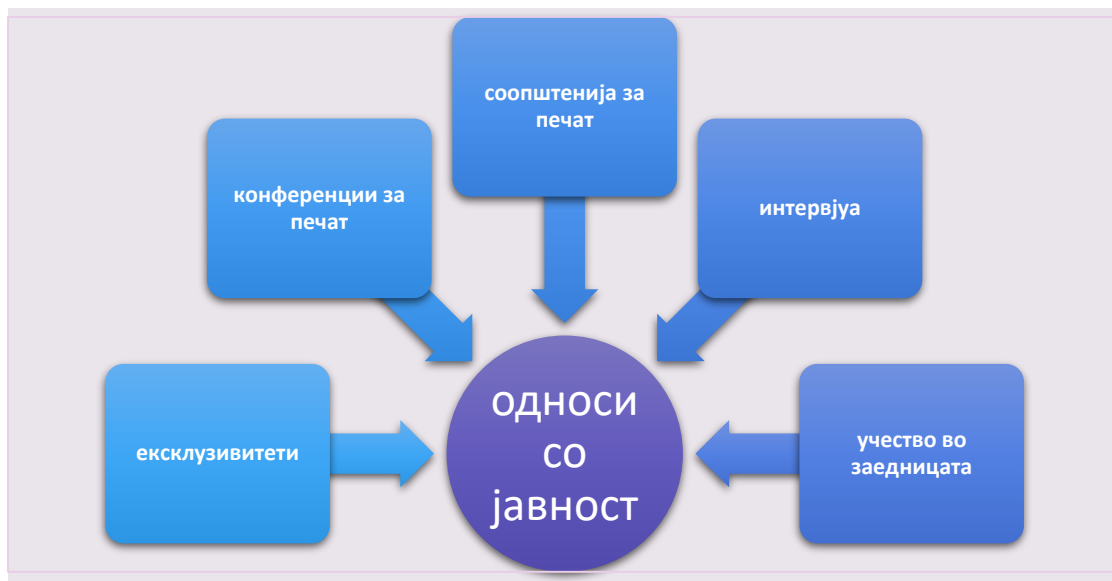 соопштенија за
печат
конференции за
печат
интервјуа
ексклузивитети
односи
со
јавност
учество во
заедницата